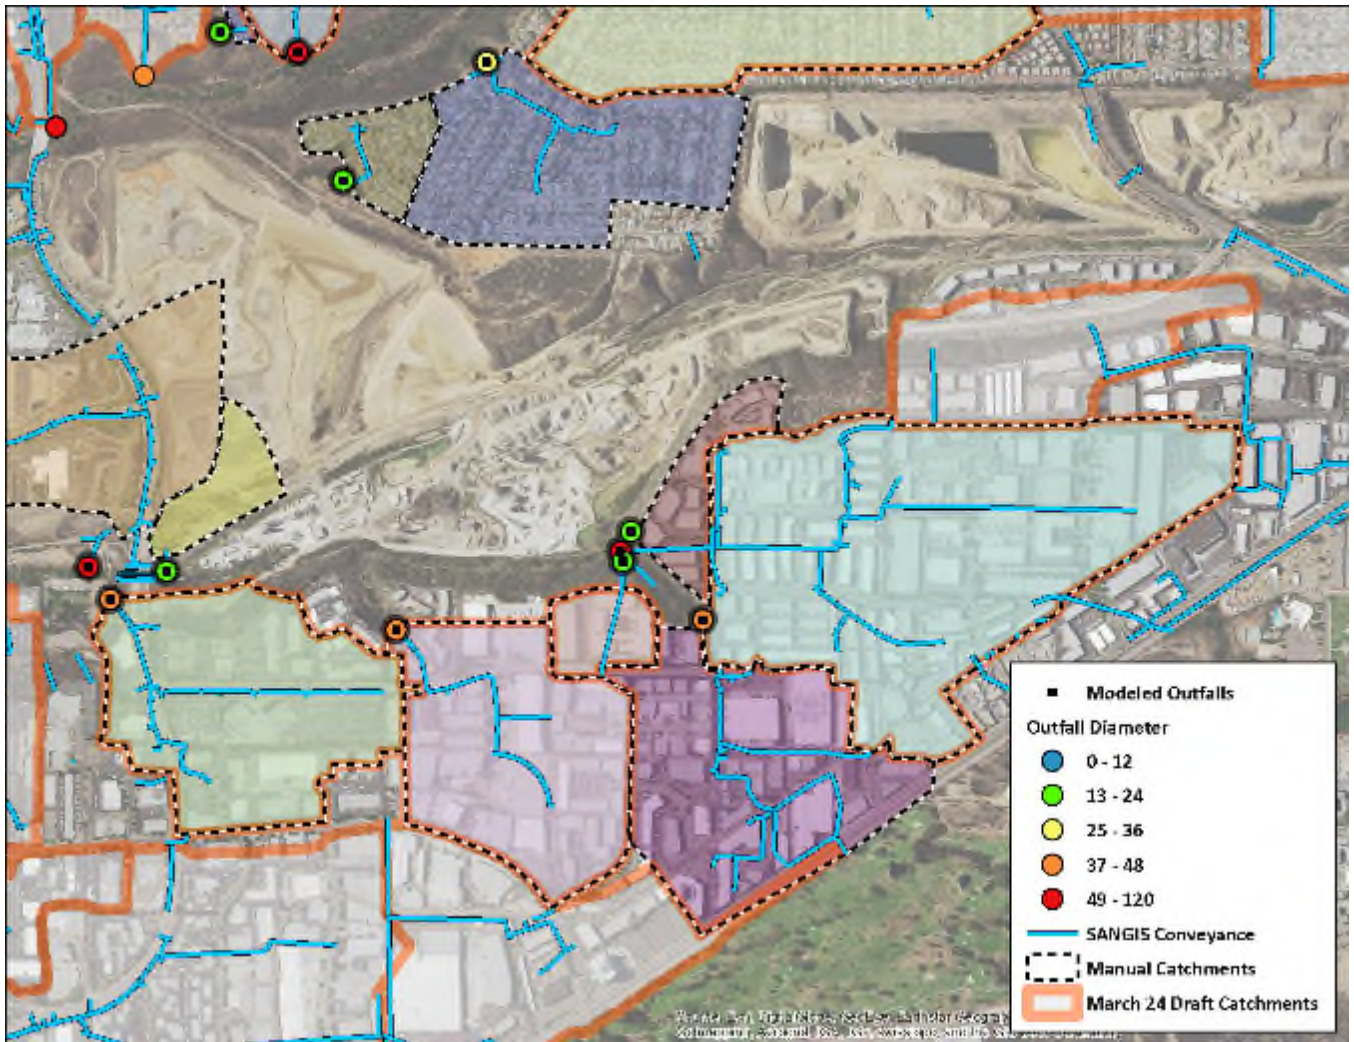 Modeled Outfalls
Outfall Diameter
0 - 12
13 - 24
25 - 36
37 - 48
49 - 120
SANGIS Conveyance
Manual Catchments
March 24 Draft Catchments